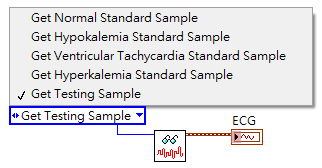 Get Normal Standard Sample
Get Hypokalemia Standard Sample
Get Ventricular Tachycardia Standard Sample
Get Hyperkalemia Standard Sample
✓ Get Testing Sample
Get Testing Sample
ECG